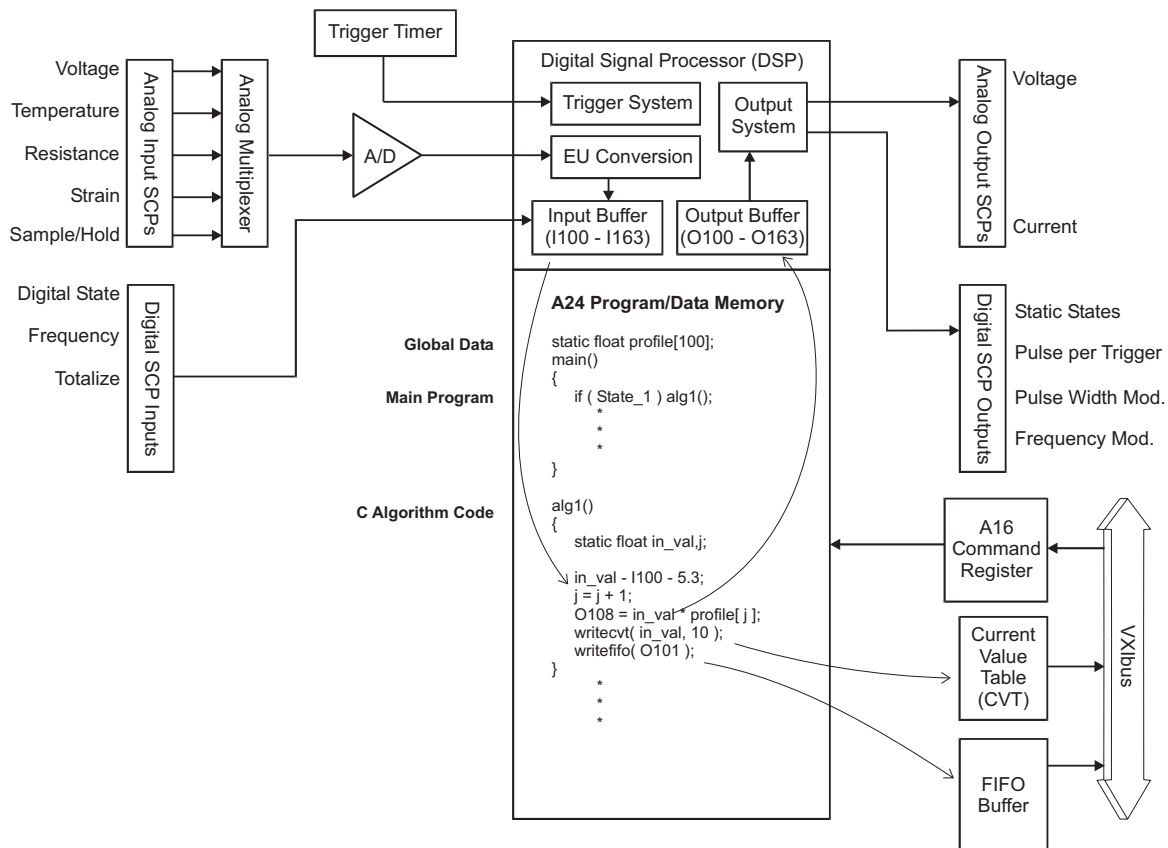 Trigger Timer
Digital Signal Processor (DSP)
Voltage
Temperature
Resistance
Strain
Sample/Hold
Analog Input SCPs
Analog Multiplexer
A/D
Trigger System
EU Conversion
Input Buffer
(I100 - I163)
Output
System
Output Buffer
(O100 - O163)
Analog Output SCPs
Voltage
Current
Digital State
Frequency
Totalize
Digital SCP Inputs
Digital SCP Outputs
Static States
Pulse per Trigger
Pulse Width Mod.
Frequency Mod.
A24 Program/Data Memory
Global Data
static float profile[100];
main()
{
Main Program
if ( State_1 ) alg1();
*
*
*
}
C Algorithm Code
alg1()
{
static float in_val,j;
in_val - I100 - 5.3;
j = j + 1;
O108 = in_val * profile[ j ];
writecvt( in_val, 10 );
writefifo( O101 );
}
*
*
*
A16
Command
Register
Current
Value
Table
(CVT)
FIFO
Buffer
VXIbus